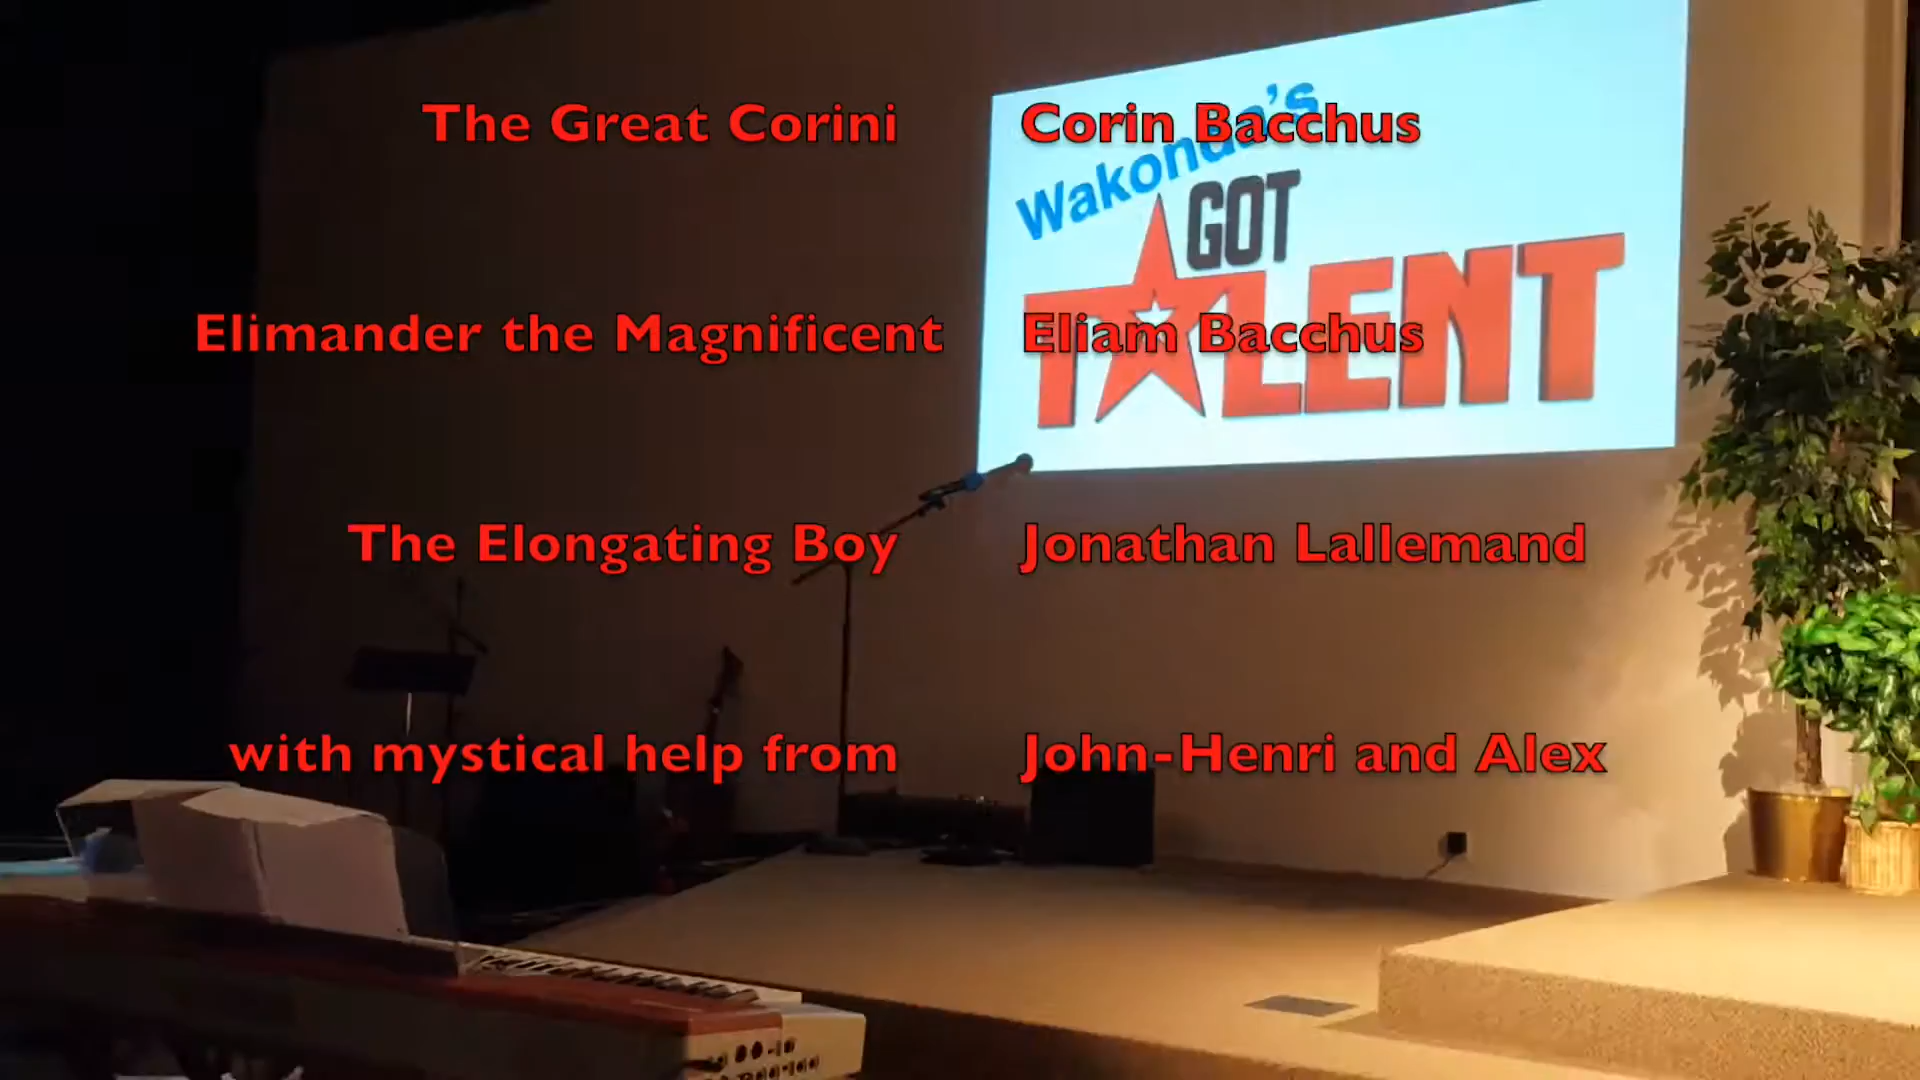 The Great Corini Corin Bacchus
Wakonda's
GOT
TALENT
Elimander the Magnificent Eliam Bacchus
The Elongating Boy Jonathan Lallemand
with mystical help from John-Henri and Alex